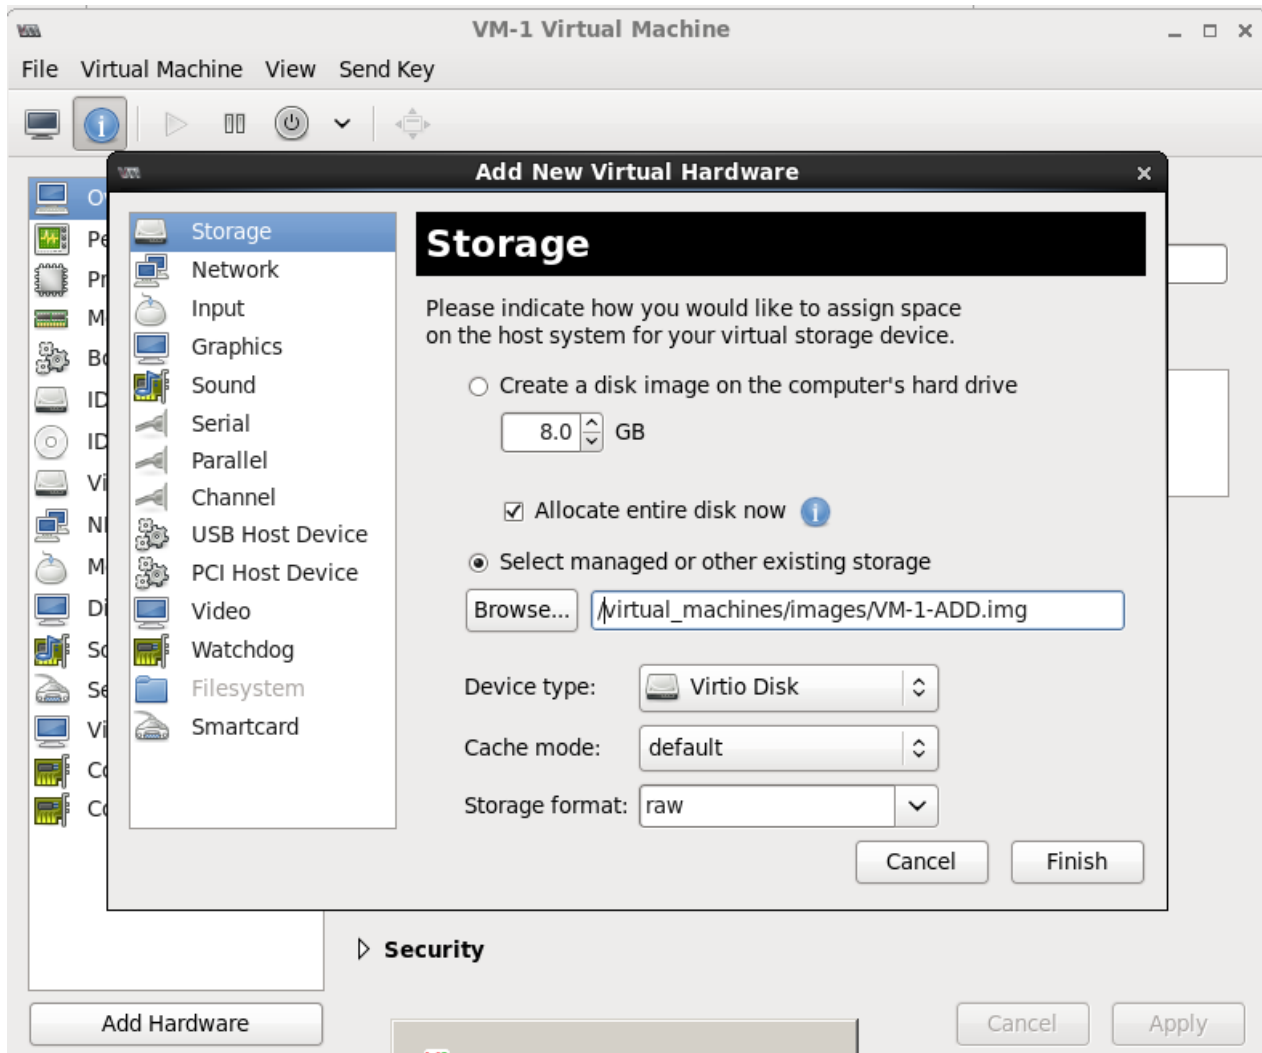 VM-1 Virtual Machine
File Virtual Machine View Send Key
Add New Virtual Hardware
Storage
Network
Input
Graphics
Sound
Serial
Parallel
Channel
USB Host Device
PCI Host Device
Video
Watchdog
Filesystem
Smartcard
Storage
Please indicate how you would like to assign space
on the host system for your virtual storage device.
Create a disk image on the computer's hard drive
8.0 GB
Allocate entire disk now
Select managed or other existing storage
Browse... /virtual_machines/images/VM-1-ADD.img
Device type: Virtio Disk
Cache mode: default
Storage format: raw
Cancel Finish
Security
Add Hardware
Cancel Apply